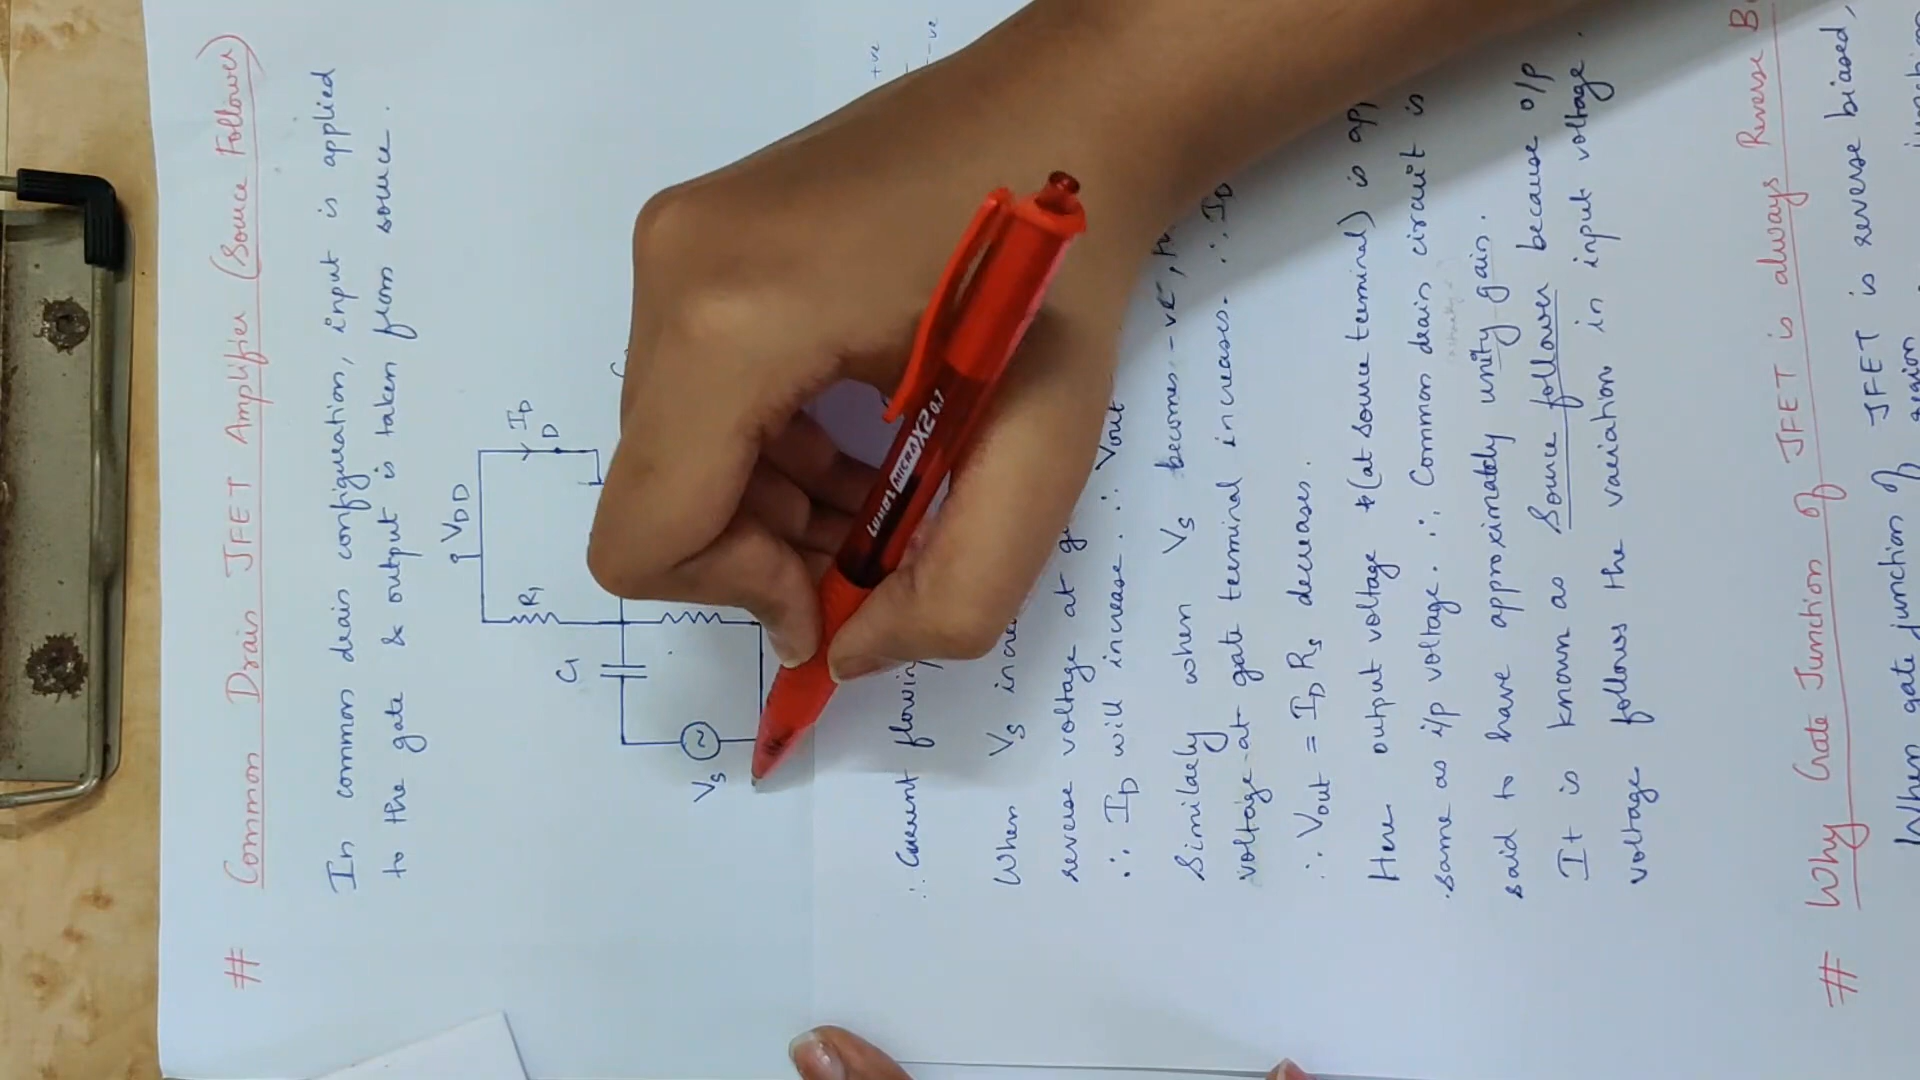 # Common Drain JFET Amplifier (Source Follower)
In common drain configuration, input is applied
to the gate & output is taken from source.
VDD
ID
D
R1
C1
VS
+ve
-ve
∴ Current flowing
When VS
reverse voltage at
∴ ID will increase. ∴ Vout
Similarly when VS becomes -ve,
voltage at gate terminal increases. ∴ ID
∴ Vout = ID RS decreases.
Here output voltage (at source terminal) is
same as i/p voltage. ∴ Common drain circuit is
said to have approximately unity gain.
It is known as Source follower because o/p
voltage follows the variation in input voltage.
# Why Gate Junction of JFET is always Reverse
When gate junction of JFET is reverse biased,
region junction
LUXOR MICRA X2 0.7